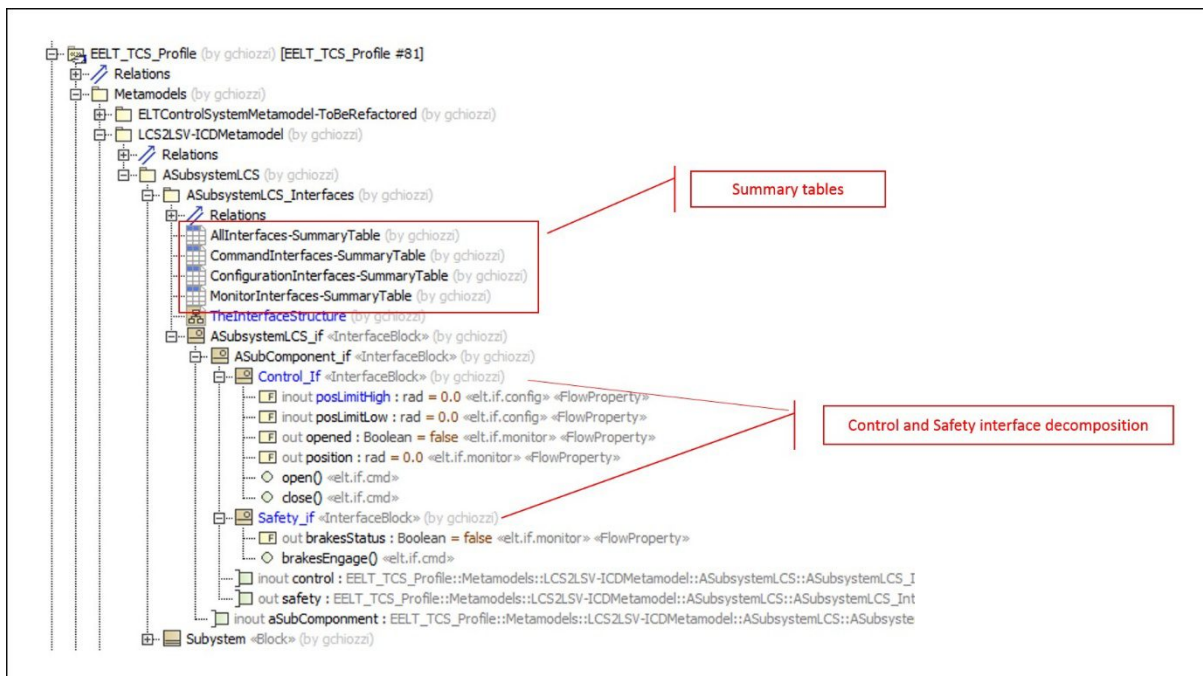 EELT_TCS_Profile (by gchiozzi) [EELT_TCS_Profile #81]
Relations
Metamodels (by gchiozzi)
ELTControlSystemMetamodel-ToBeRefactored (by gchiozzi)
LCS2LSV-ICDMetamodel (by gchiozzi)
Relations
ASubsystemLCS (by gchiozzi)
ASubsystemLCS_Interfaces (by gchiozzi)
Summary tables
Relations
AllInterfaces-SummaryTable (by gchiozzi)
CommandInterfaces-SummaryTable (by gchiozzi)
ConfigurationInterfaces-SummaryTable (by gchiozzi)
MonitorInterfaces-SummaryTable (by gchiozzi)
TheInterfaceStructure (by gchiozzi)
ASubsystemLCS_if «InterfaceBlock» (by gchiozzi)
ASubComponent_if «InterfaceBlock» (by gchiozzi)
Control_If «InterfaceBlock» (by gchiozzi)
F inout posLimitHigh : rad = 0.0 «elt.if.config» «FlowProperty»
F inout posLimitLow : rad = 0.0 «elt.if.config» «FlowProperty»
Control and Safety interface decomposition
F out opened : Boolean = false «elt.if.monitor» «FlowProperty»
F out position : rad = 0.0 «elt.if.monitor» «FlowProperty»
open() «elt.if.cmd»
close() «elt.if.cmd»
Safety_if «InterfaceBlock» (by gchiozzi)
F out brakesStatus : Boolean = false «elt.if.monitor» «FlowProperty»
brakesEngage() «elt.if.cmd»
inout control : EELT_TCS_Profile::Metamodels::LCS2LSV-ICDMetamodel::ASubsystemLCS::ASubsystemLCS_I
out safety : EELT_TCS_Profile::Metamodels::LCS2LSV-ICDMetamodel::ASubsystemLCS::ASubsystemLCS_Int
inout aSubComponment : EELT_TCS_Profile::Metamodels::LCS2LSV-ICDMetamodel::ASubsystemLCS::ASubsyste
Subystem «Block» (by gchiozzi)